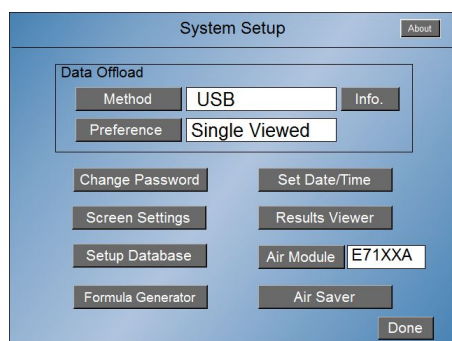 System Setup About
Data Offload
Method USB Info.
Preference Single Viewed
Change Password Set Date/Time
Screen Settings Results Viewer
Setup Database Air Module E71XXA
Formula Generator Air Saver
Done